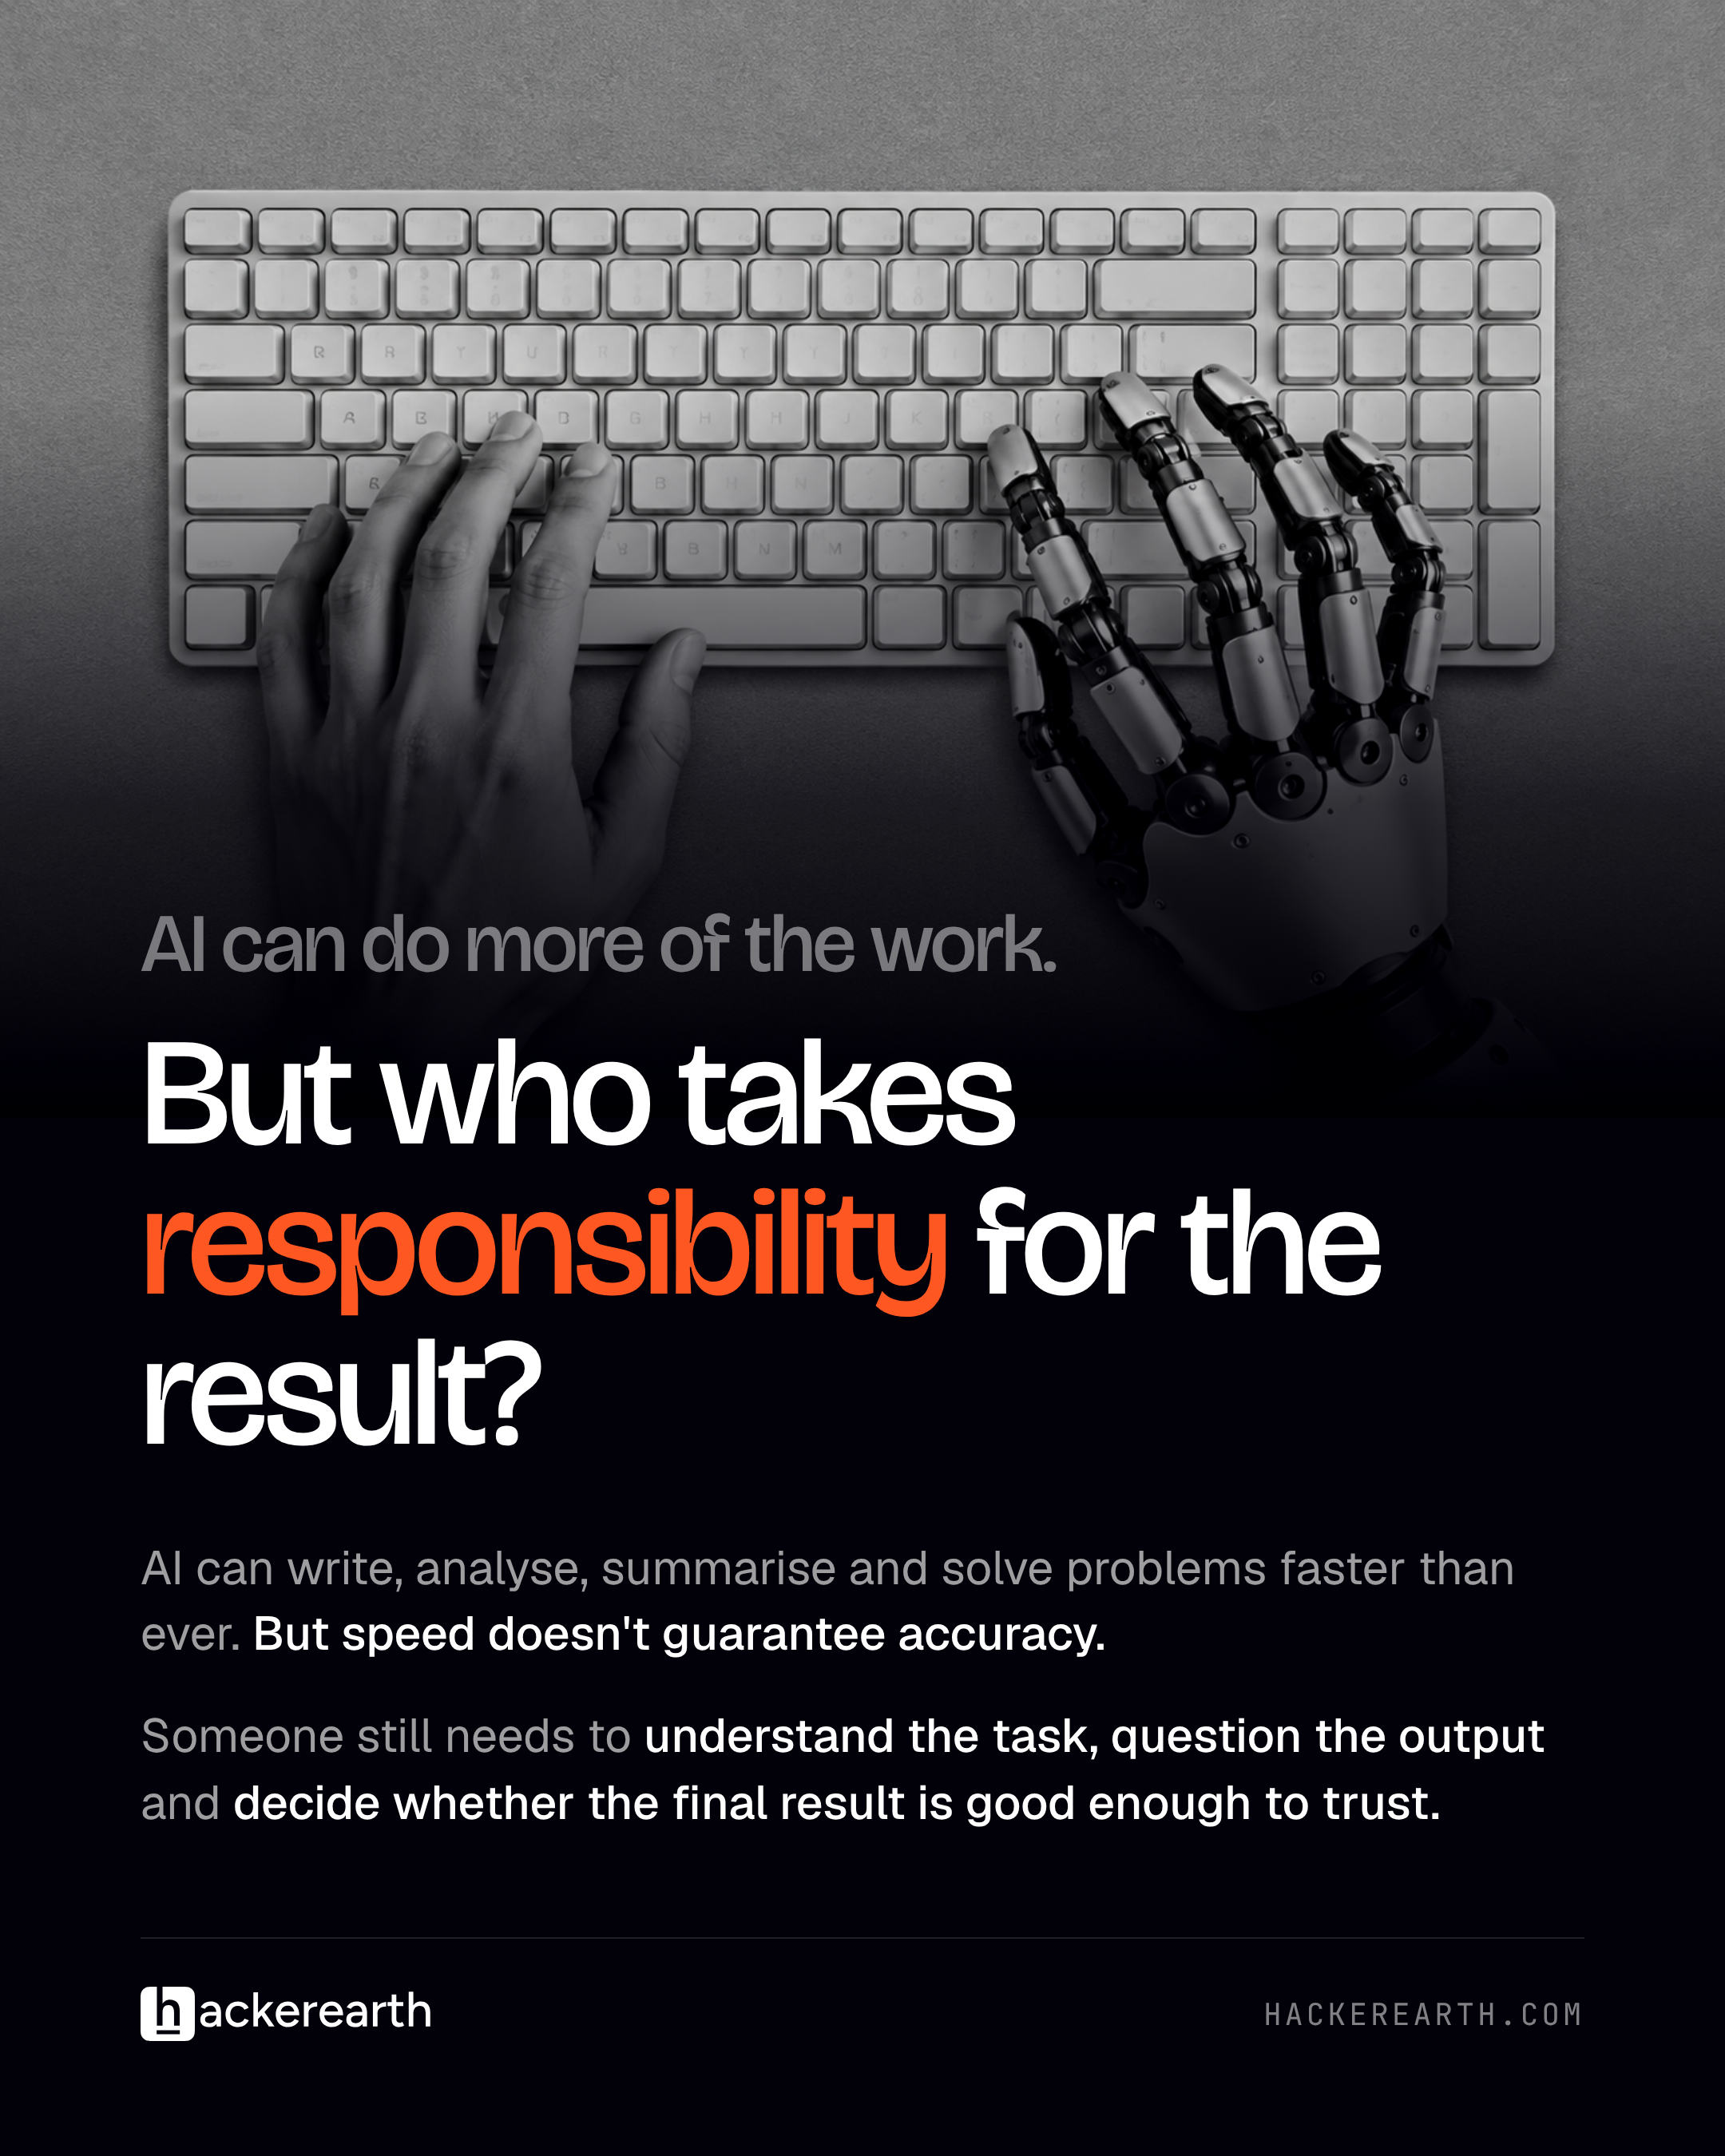 AI can do more of the work.
But who takes
responsibility for the
result?
AI can write, analyse, summarise and solve problems faster than
ever. But speed doesn't guarantee accuracy.
Someone still needs to understand the task, question the output
and decide whether the final result is good enough to trust.
hackerearth
HACKEREARTH.COM